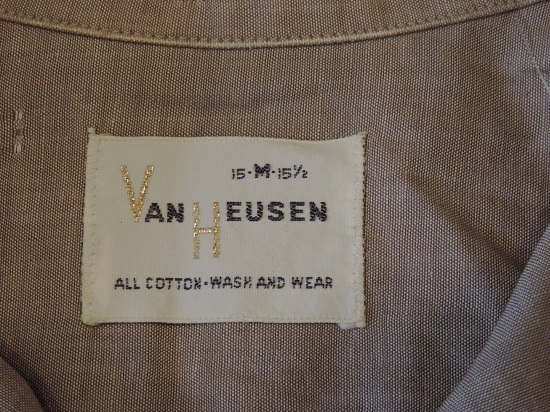 15-M-15½
VAN HEUSEN
ALL COTTON-WASH AND WEAR